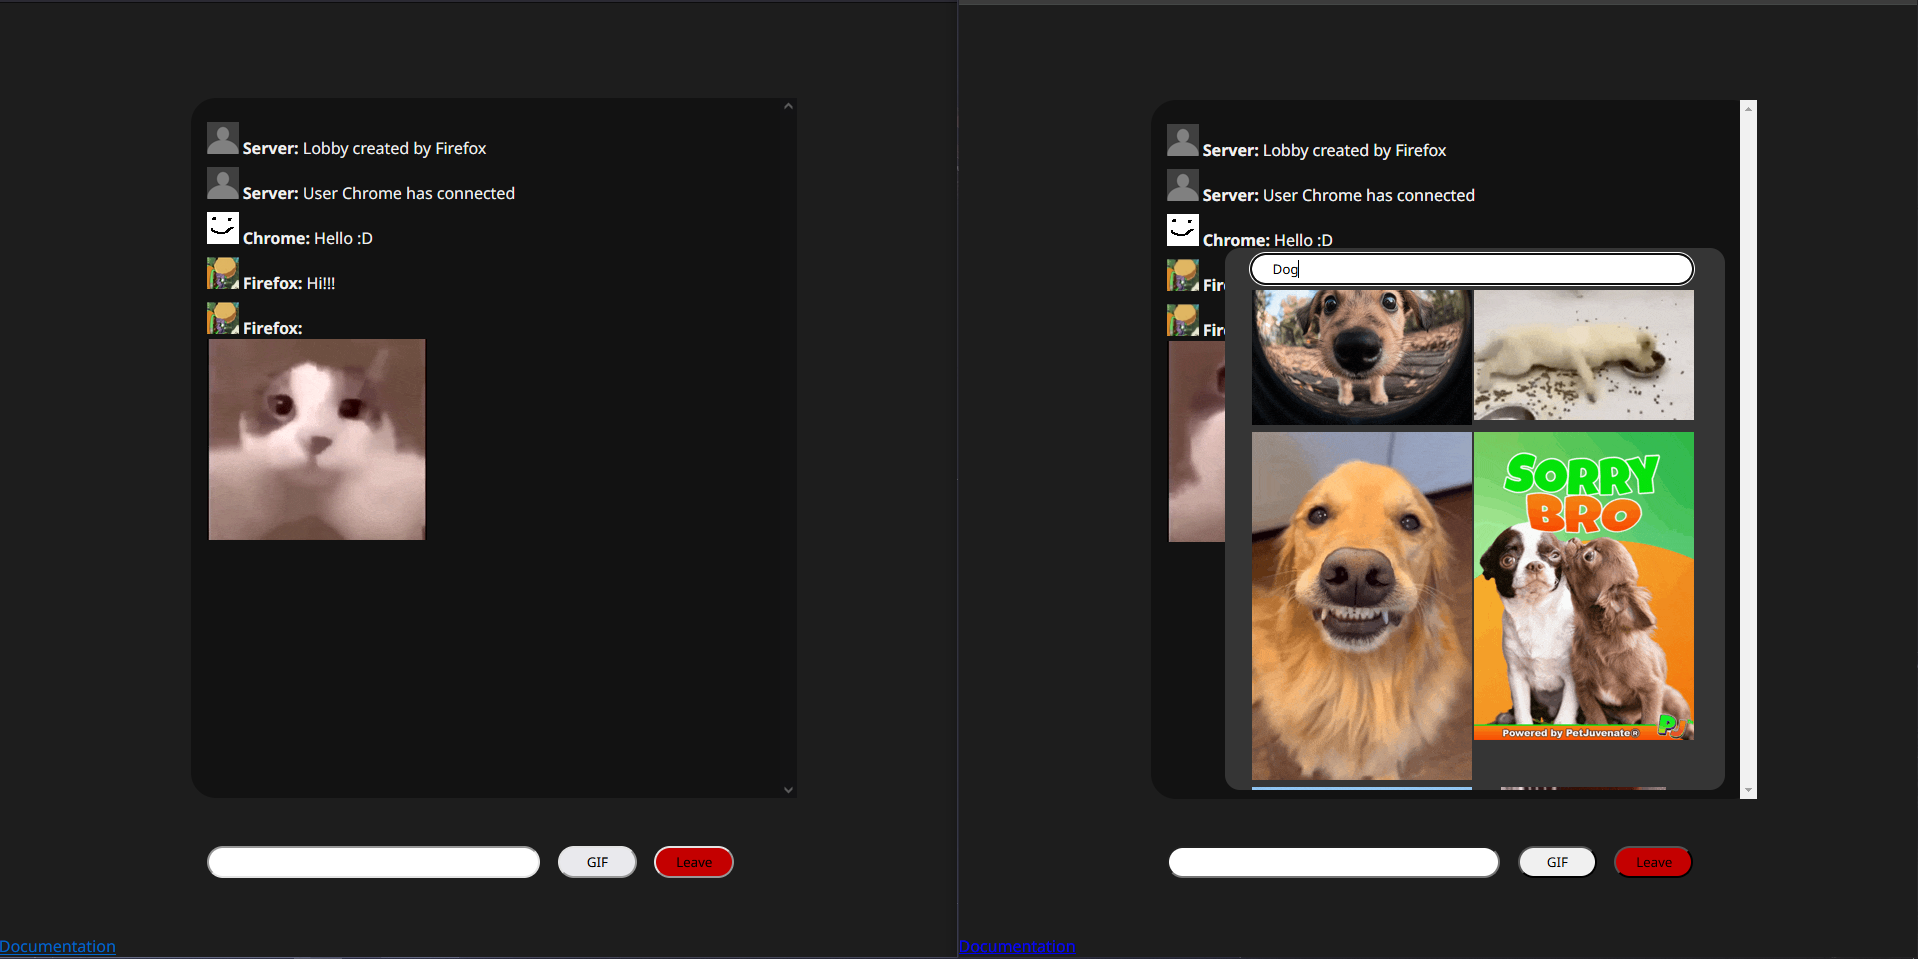 Server: Lobby created by Firefox
Server: User Chrome has connected
Chrome: Hello :D
Firefox: Hi!!!
Firefox:
GIF
Leave
Documentation
Server: Lobby created by Firefox
Server: User Chrome has connected
Chrome: Hello :D
Fir
Fir
Dog
SORRY
BRO
Powered by PetJuvenate®
PJ
GIF
Leave
Documentation